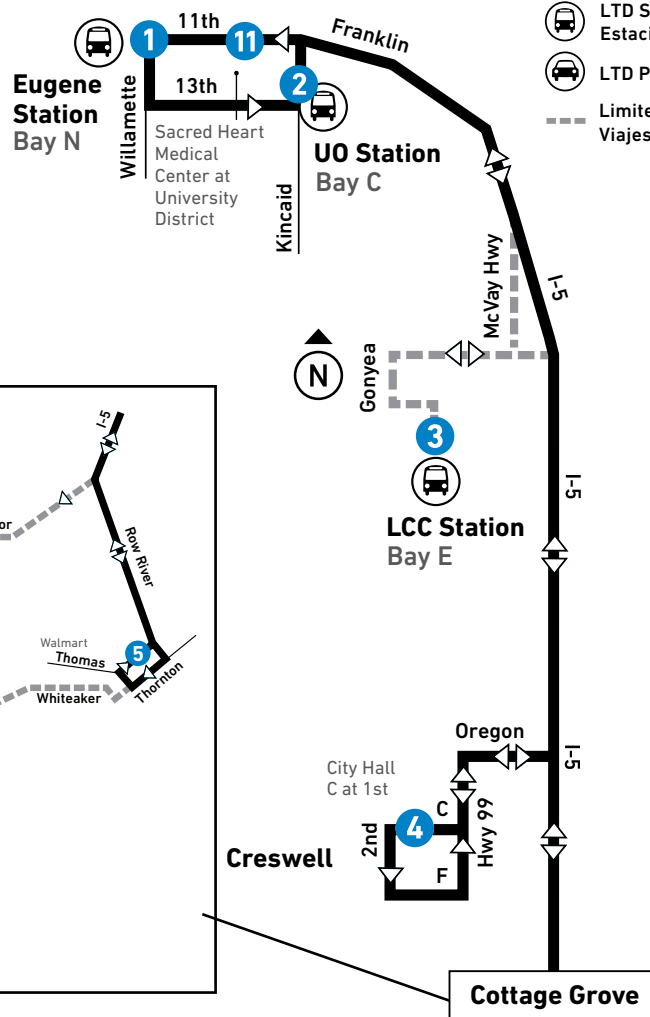 LTD S
Estaci
LTD P
Limite
Viajes
11th
Franklin
1
11
2
Eugene
Station
Bay N
13th
Willamette
Sacred Heart
Medical
Center at
University
District
UO Station
Bay C
Kincaid
McVay Hwy
I-5
N
Gonyea
3
LCC Station
Bay E
I-5
I-5
or
Row River
Walmart
Thomas
5
Whiteaker
Thornton
Oregon
I-5
City Hall
C at 1st
C
4
2nd
Hwy 99
F
Creswell
Cottage Grove